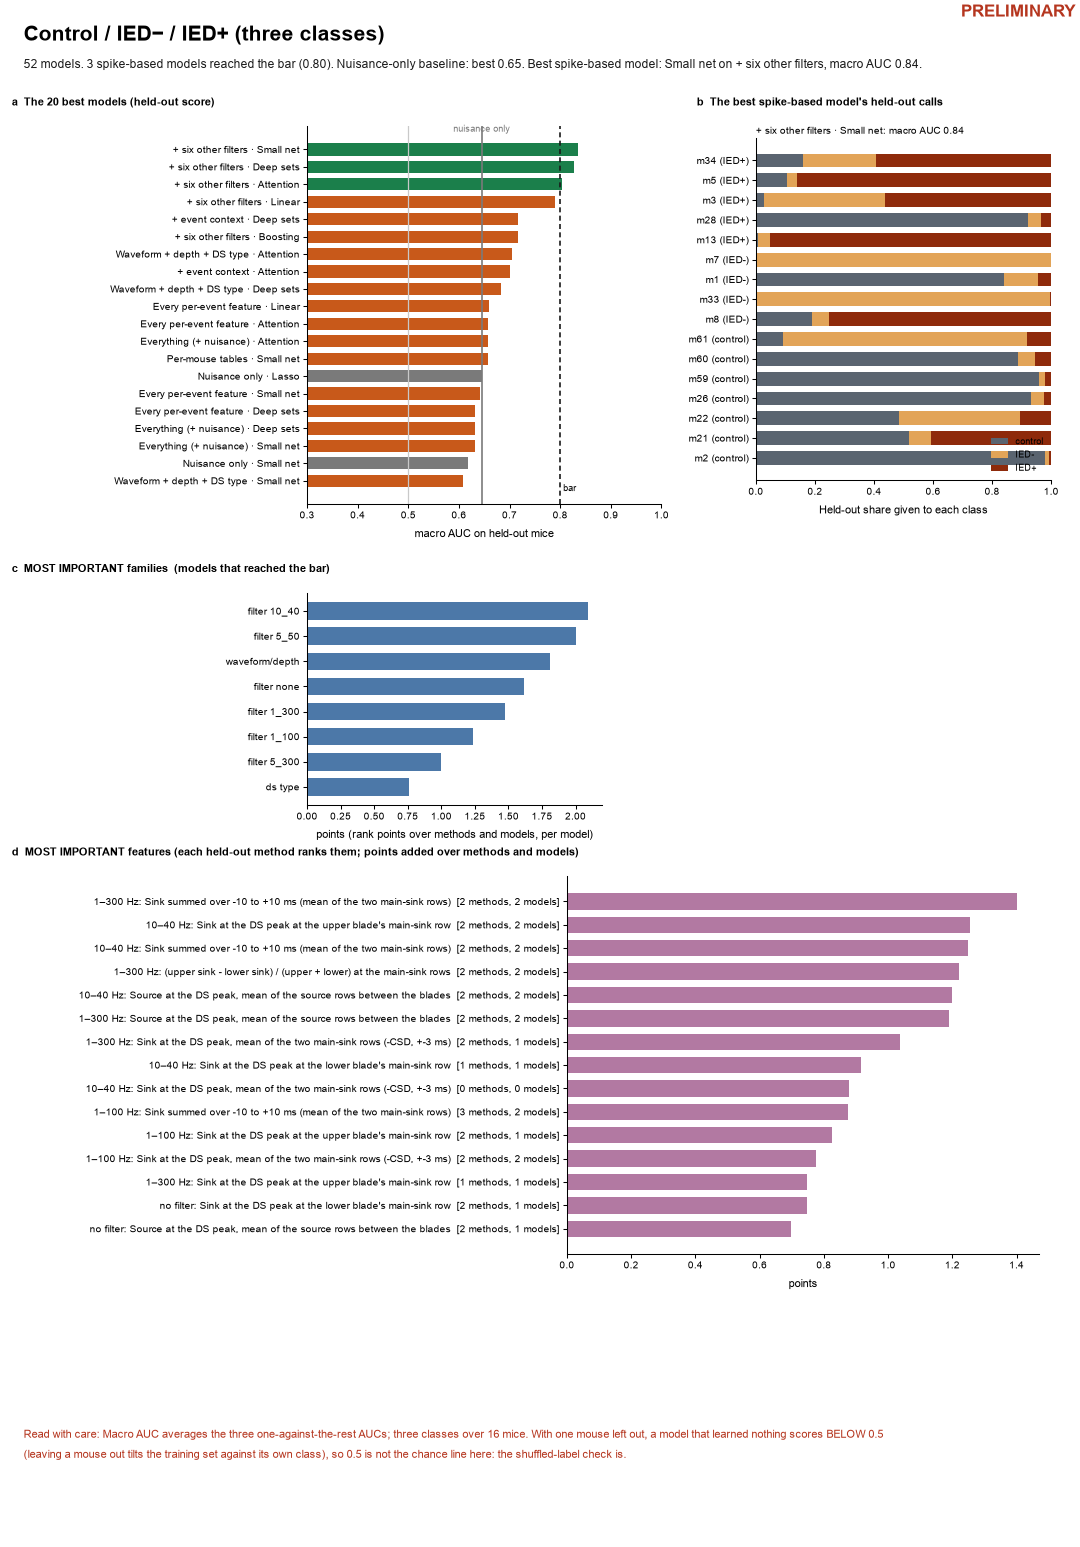 PRELIMINARY
Control / IED− / IED+ (three classes)
52 models. 3 spike-based models reached the bar (0.80). Nuisance-only baseline: best 0.65. Best spike-based model: Small net on + six other filters, macro AUC 0.84.
a The 20 best models (held-out score)
nuisance only
+ six other filters · Small net
+ six other filters · Deep sets
+ six other filters · Attention
+ six other filters · Linear
+ event context · Deep sets
+ six other filters · Boosting
Waveform + depth + DS type · Attention
+ event context · Attention
Waveform + depth + DS type · Deep sets
Every per-event feature · Linear
Every per-event feature · Attention
Everything (+ nuisance) · Attention
Per-mouse tables · Small net
Nuisance only · Lasso
Every per-event feature · Small net
Every per-event feature · Deep sets
Everything (+ nuisance) · Deep sets
Everything (+ nuisance) · Small net
Nuisance only · Small net
Waveform + depth + DS type · Small net
bar
0.3 0.4 0.5 0.6 0.7 0.8 0.9 1.0
macro AUC on held-out mice
b The best spike-based model's held-out calls
+ six other filters · Small net: macro AUC 0.84
m34 (IED+)
m5 (IED+)
m3 (IED+)
m28 (IED+)
m13 (IED+)
m7 (IED-)
m1 (IED-)
m33 (IED-)
m8 (IED-)
m61 (control)
m60 (control)
m59 (control)
m26 (control)
m22 (control)
m21 (control)
m2 (control)
control
IED-
IED+
0.0 0.2 0.4 0.6 0.8 1.0
Held-out share given to each class
c MOST IMPORTANT families (models that reached the bar)
filter 10_40
filter 5_50
waveform/depth
filter none
filter 1_300
filter 1_100
filter 5_300
ds type
0.00 0.25 0.50 0.75 1.00 1.25 1.50 1.75 2.00
points (rank points over methods and models, per model)
d MOST IMPORTANT features (each held-out method ranks them; points added over methods and models)
1–300 Hz: Sink summed over -10 to +10 ms (mean of the two main-sink rows) [2 methods, 2 models]
10–40 Hz: Sink at the DS peak at the upper blade's main-sink row [2 methods, 2 models]
10–40 Hz: Sink summed over -10 to +10 ms (mean of the two main-sink rows) [2 methods, 2 models]
1–300 Hz: (upper sink - lower sink) / (upper + lower) at the main-sink rows [2 methods, 2 models]
10–40 Hz: Source at the DS peak, mean of the source rows between the blades [2 methods, 2 models]
1–300 Hz: Source at the DS peak, mean of the source rows between the blades [2 methods, 2 models]
1–300 Hz: Sink at the DS peak, mean of the two main-sink rows (-CSD, +-3 ms) [2 methods, 1 models]
10–40 Hz: Sink at the DS peak at the lower blade's main-sink row [1 methods, 1 models]
10–40 Hz: Sink at the DS peak, mean of the two main-sink rows (-CSD, +-3 ms) [0 methods, 0 models]
1–100 Hz: Sink summed over -10 to +10 ms (mean of the two main-sink rows) [3 methods, 2 models]
1–100 Hz: Sink at the DS peak at the upper blade's main-sink row [2 methods, 1 models]
1–100 Hz: Sink at the DS peak, mean of the two main-sink rows (-CSD, +-3 ms) [2 methods, 2 models]
1–300 Hz: Sink at the DS peak at the upper blade's main-sink row [1 methods, 1 models]
no filter: Sink at the DS peak at the lower blade's main-sink row [2 methods, 1 models]
no filter: Source at the DS peak, mean of the source rows between the blades [2 methods, 1 models]
0.0 0.2 0.4 0.6 0.8 1.0 1.2 1.4
points
Read with care: Macro AUC averages the three one-against-the-rest AUCs; three classes over 16 mice. With one mouse left out, a model that learned nothing scores BELOW 0.5
(leaving a mouse out tilts the training set against its own class), so 0.5 is not the chance line here: the shuffled-label check is.